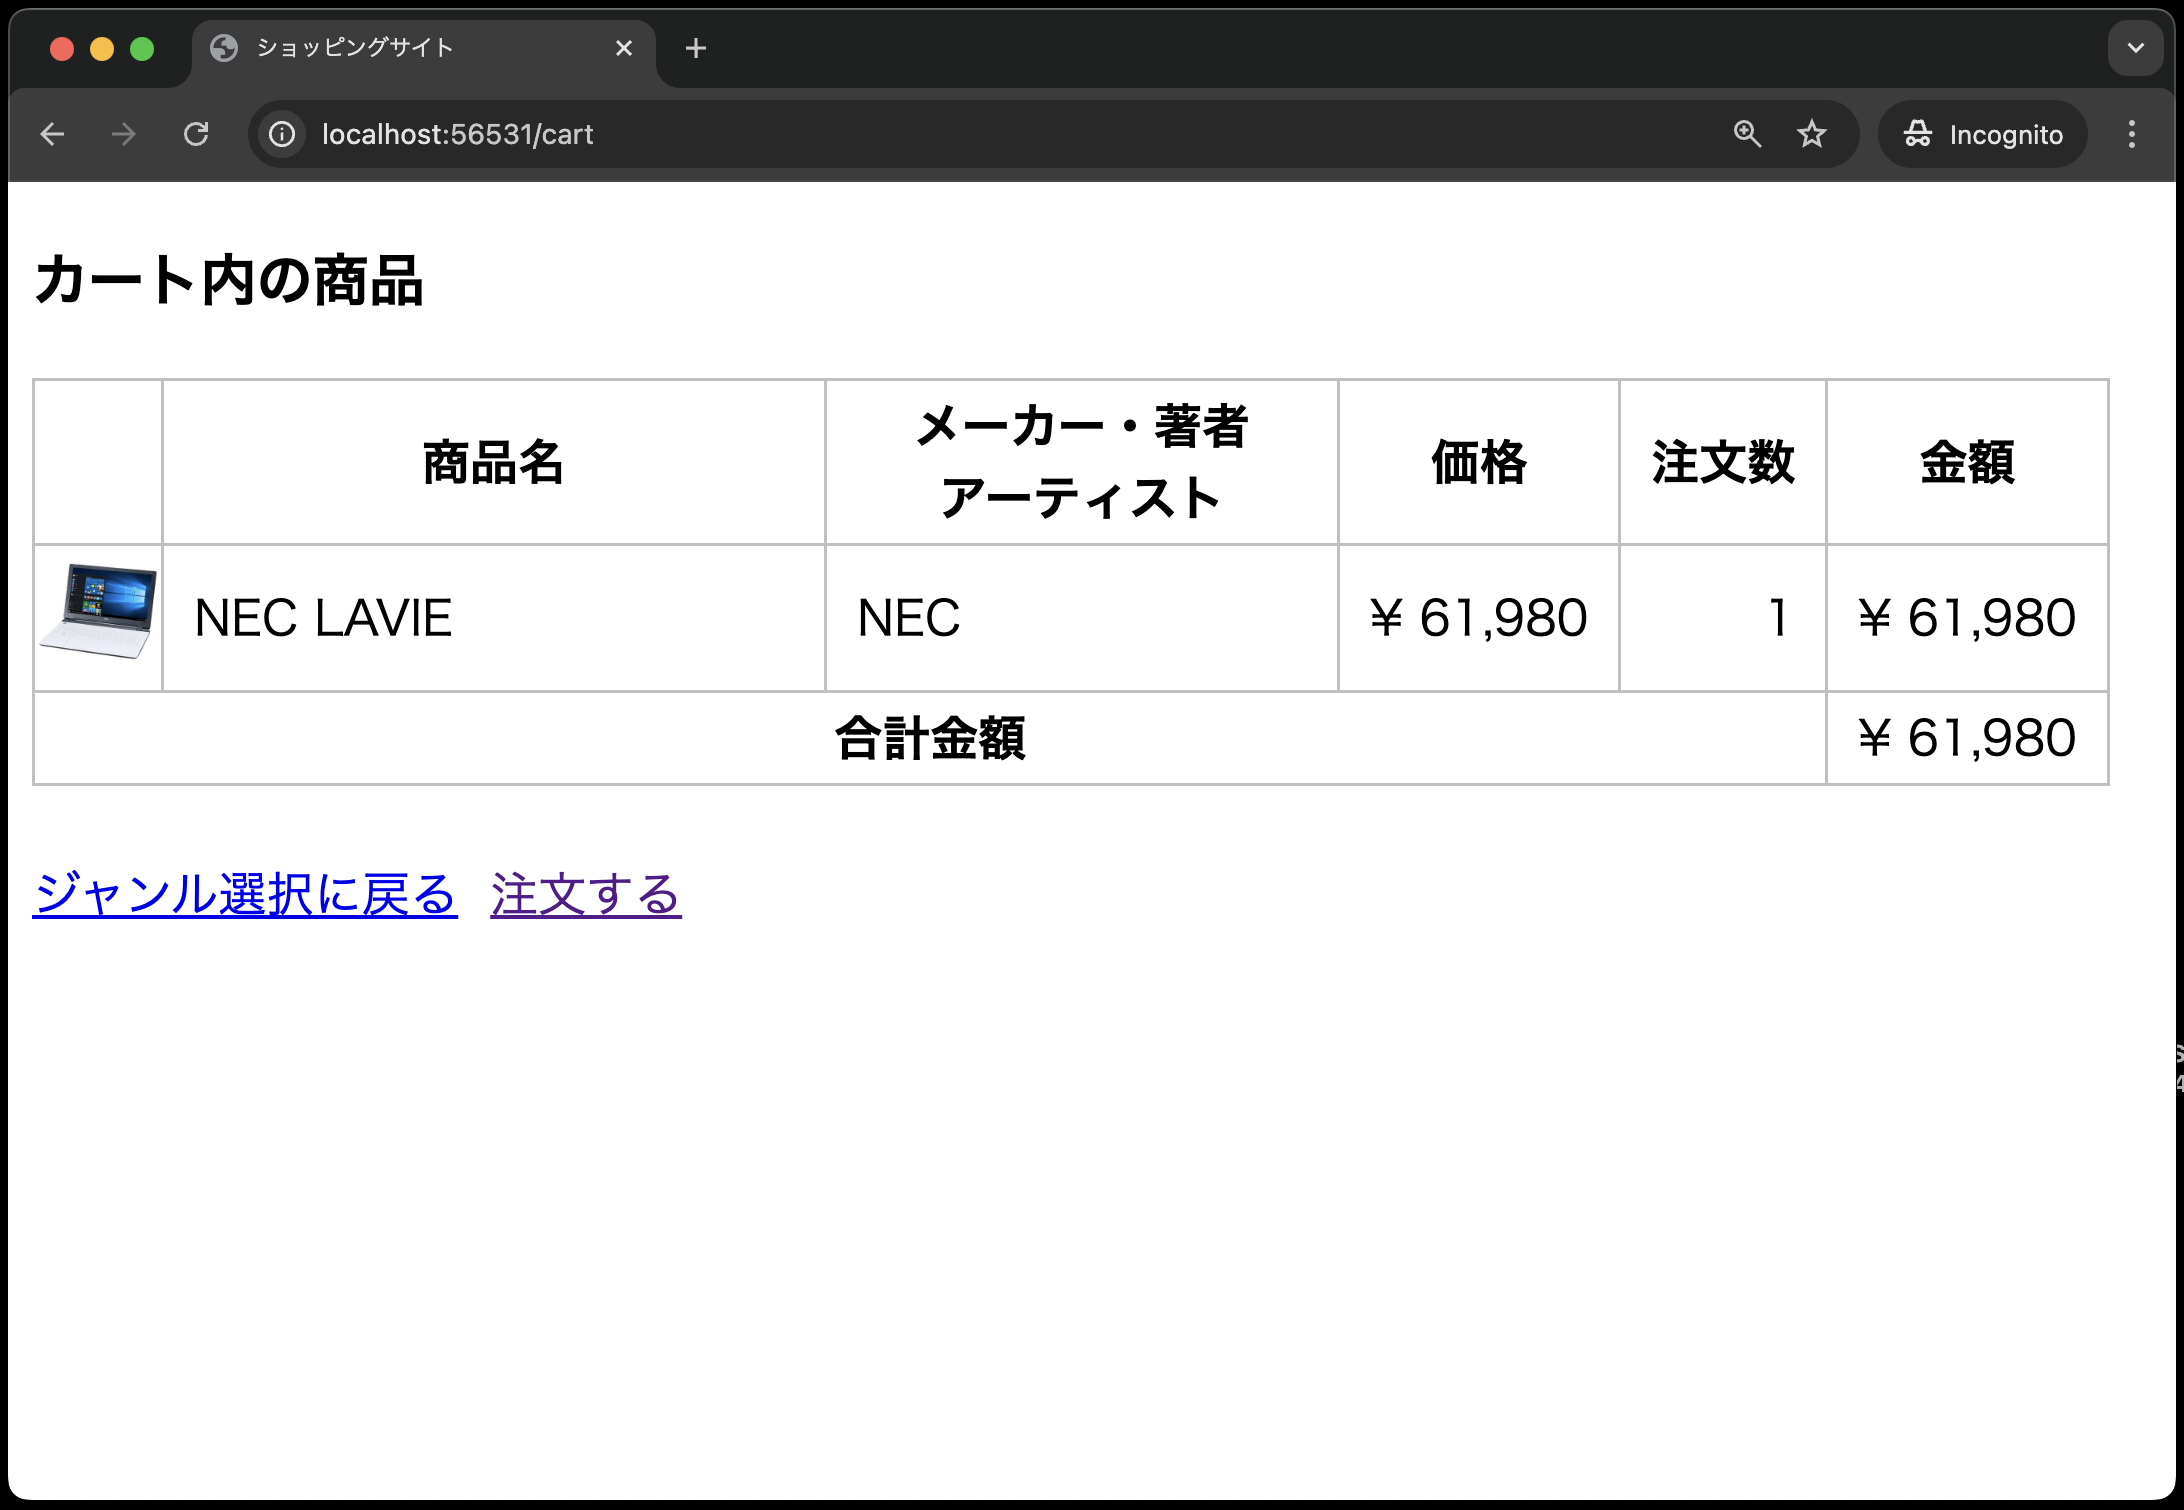 ショッピングサイト
localhost:56531/cart
Incognito
カート内の商品
商品名 メーカー・著者 価格 注文数 金額
アーティスト
NEC LAVIE NEC ¥ 61,980 1 ¥ 61,980
合計金額 ¥ 61,980
ジャンル選択に戻る 注文する